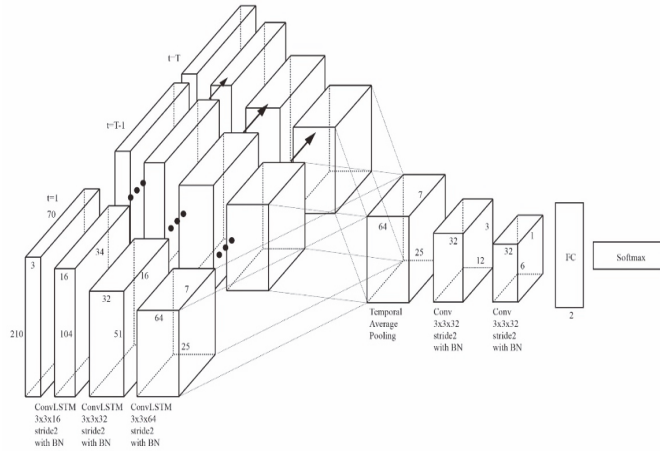 t=T
t=T-1
t=1
70
3
210
16
34
104
32
16
51
64
7
25
64
7
25
32
3
12
32
1
6
FC
2
Softmax
ConvLSTM
3x3x16
stride2
with BN
ConvLSTM
3x3x32
stride2
with BN
ConvLSTM
3x3x64
stride2
with BN
Temporal
Average
Pooling
Conv
3x3x32
stride2
with BN
Conv
3x3x32
stride2
with BN